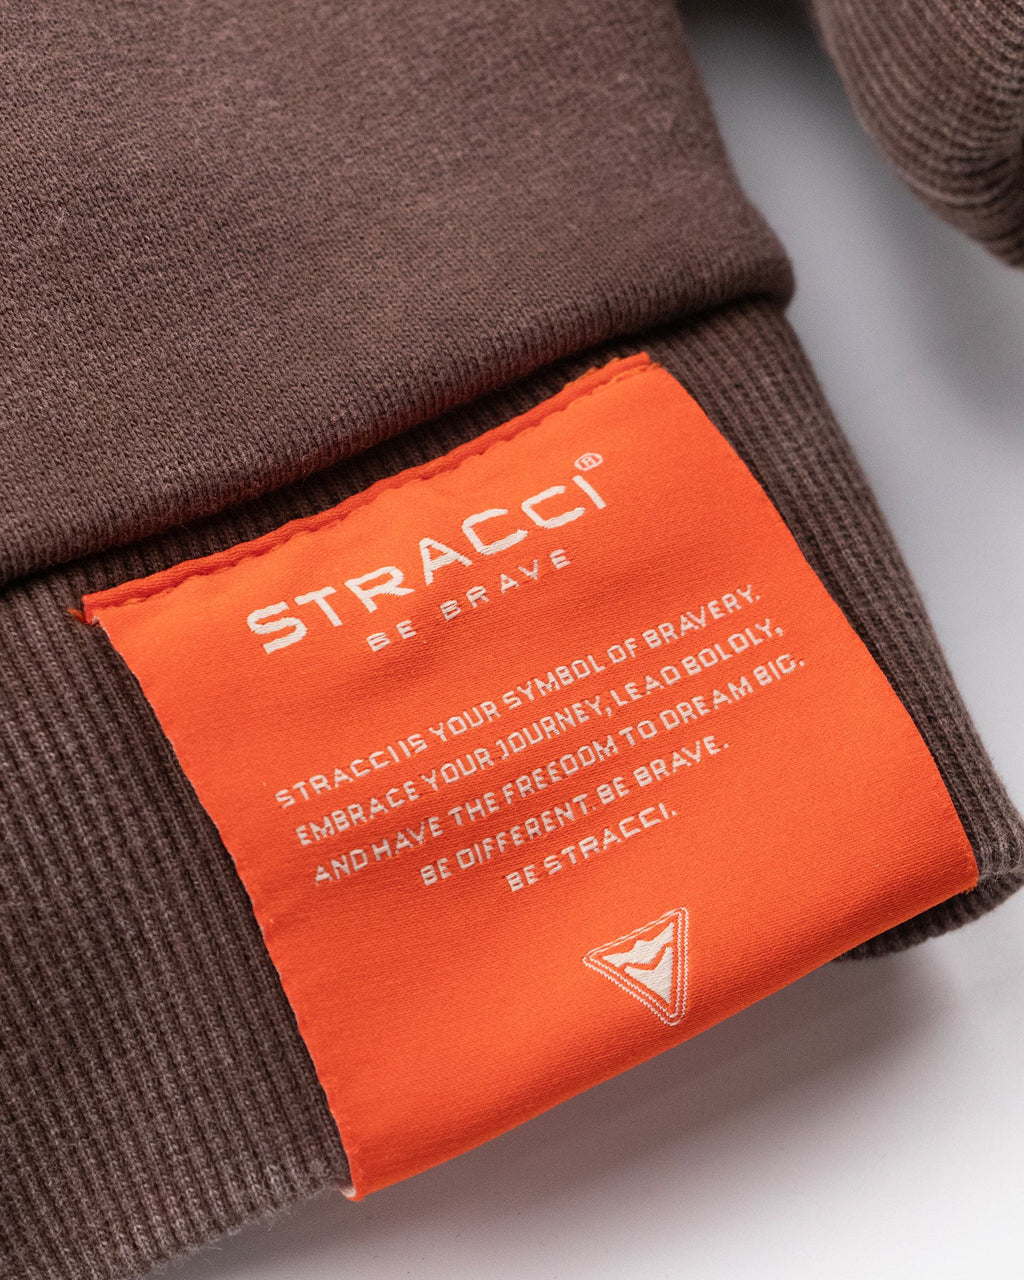 STRACCI®
BE BRAVE
STRACCI IS YOUR SYMBOL OF BRAVERY.
EMBRACE YOUR JOURNEY, LEAD BOLDLY,
AND HAVE THE FREEDOM TO DREAM BIG.
BE DIFFERENT. BE BRAVE.
BE STRACCI.